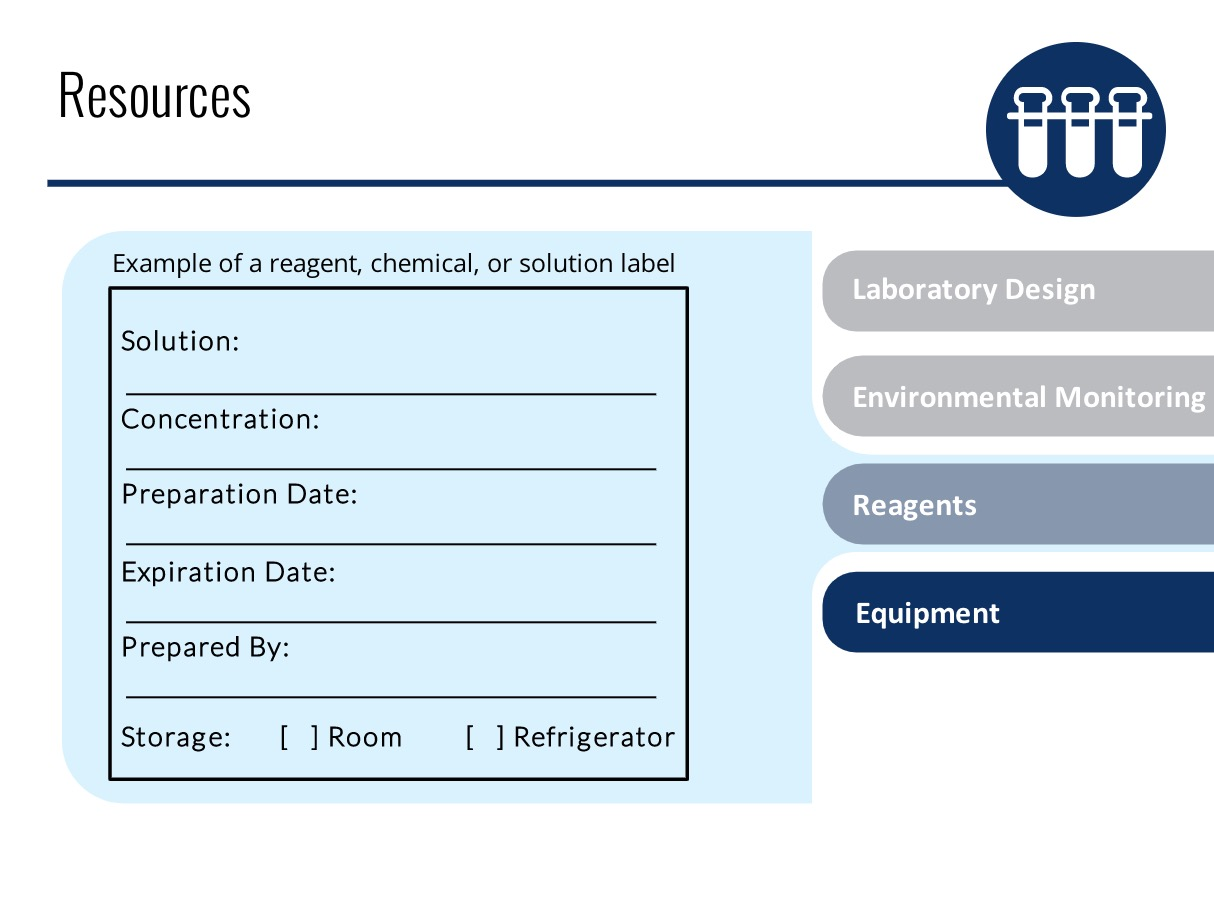 Resources
Example of a reagent, chemical, or solution label
Solution:
Concentration:
Preparation Date:
Expiration Date:
Prepared By:
Storage: [ ] Room [ ] Refrigerator
Laboratory Design
Environmental Monitoring
Reagents
Equipment